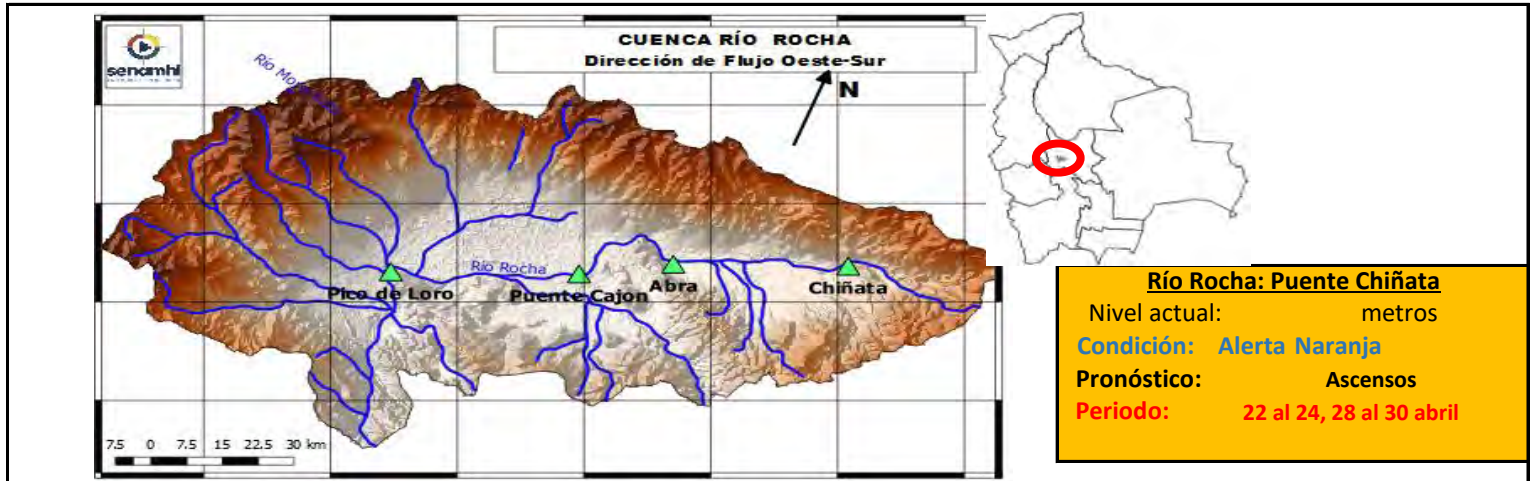 senamhi
CUENCA RÍO ROCHA
Dirección de Flujo Oeste-Sur
N
Río Rocha
Pico de Loro
Puente Cajon
Abra
Chiñata
7.5 0 7.5 15 22.5 30 km
Río Rocha: Puente Chiñata
Nivel actual: metros
Condición: Alerta Naranja
Pronóstico: Ascensos
Periodo: 22 al 24, 28 al 30 abril